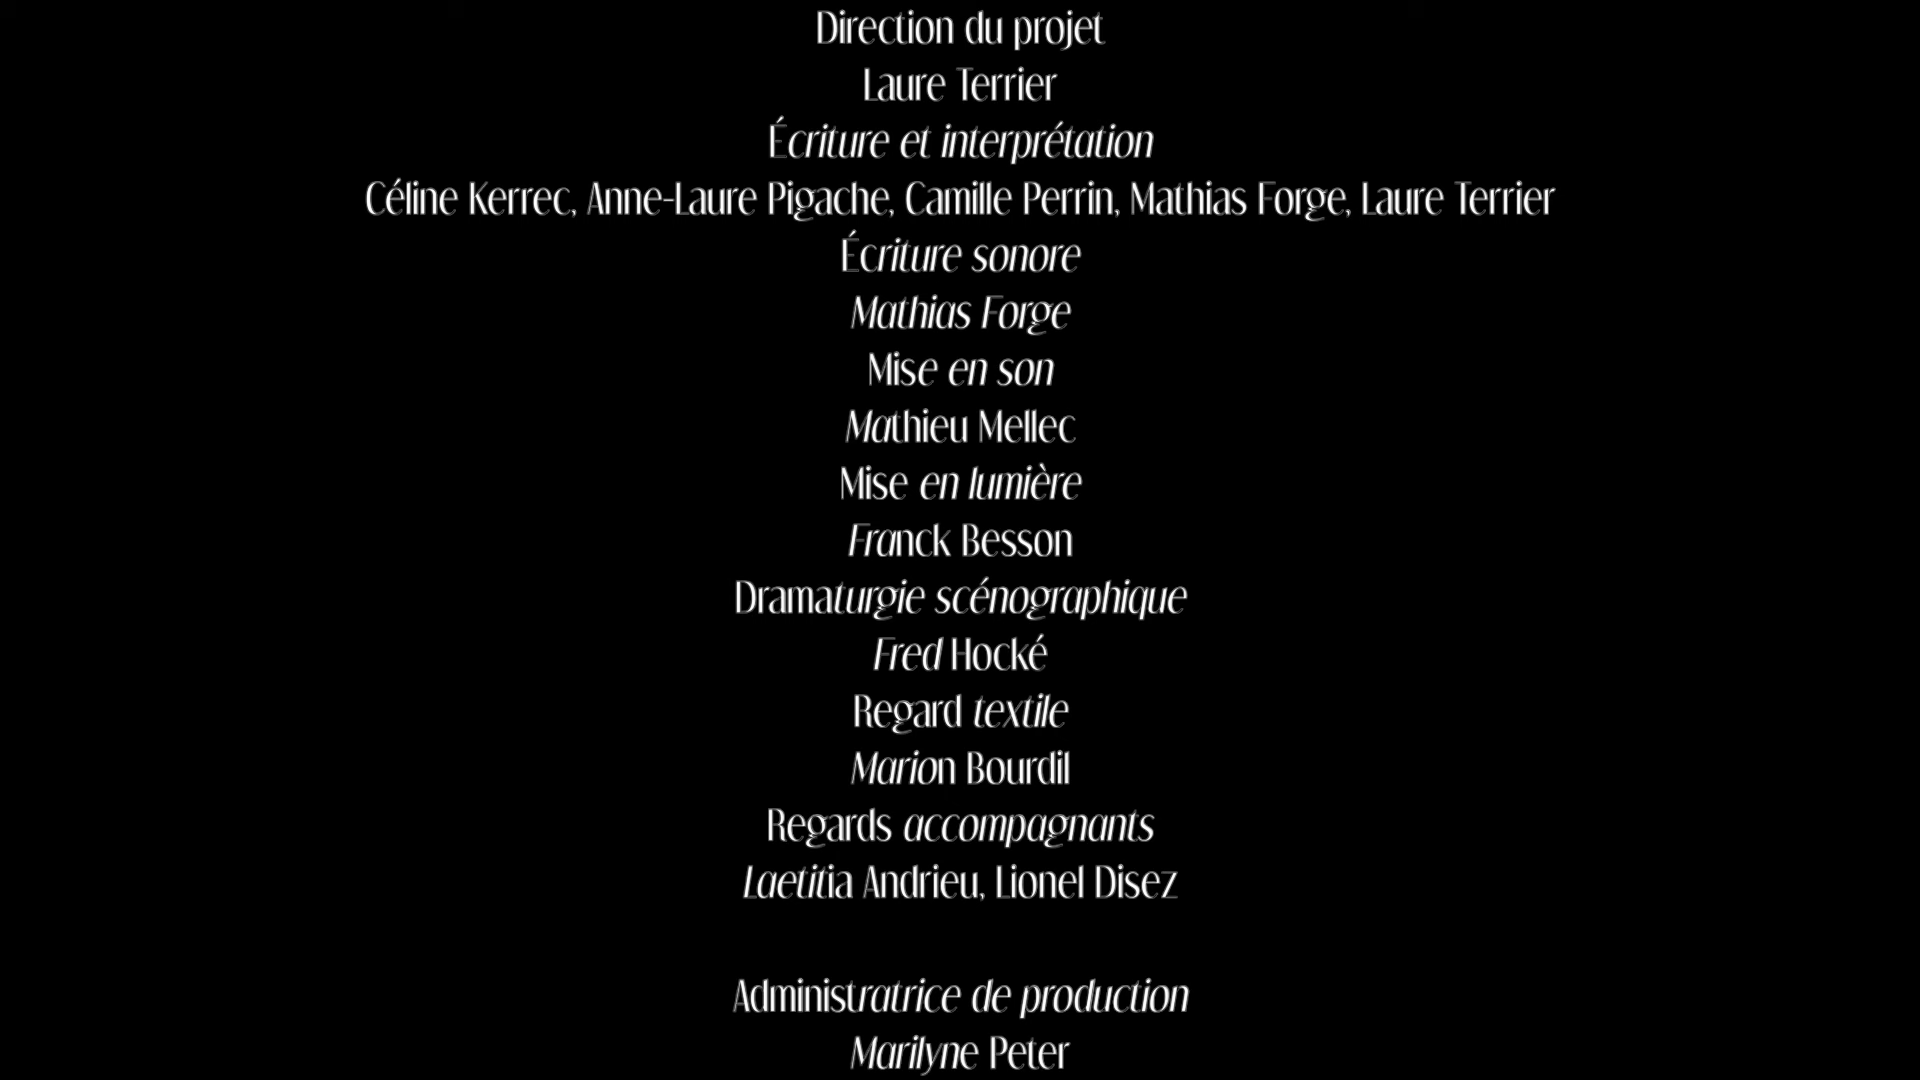 Direction du projet
Laure Terrier
Écriture et interprétation
Céline Kerrec, Anne-Laure Pigache, Camille Perrin, Mathias Forge, Laure Terrier
Écriture sonore
Mathias Forge
Mise en son
Mathieu Mellec
Mise en lumière
Franck Besson
Dramaturgie scénographique
Fred Hocké
Regard textile
Marion Bourdil
Regards accompagnants
Laetitia Andrieu, Lionel Disez
Administratrice de production
Marilyne Peter